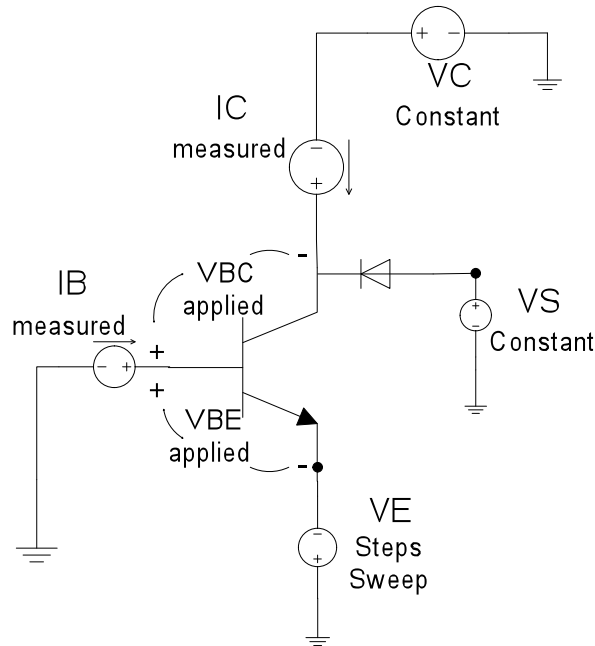 + -
VC
Constant
IC
measured
-
+
-
VBC
applied
IB
measured
+
- +
+
VS
+
-
Constant
VBE
applied
-
VE
-
+
Steps
Sweep